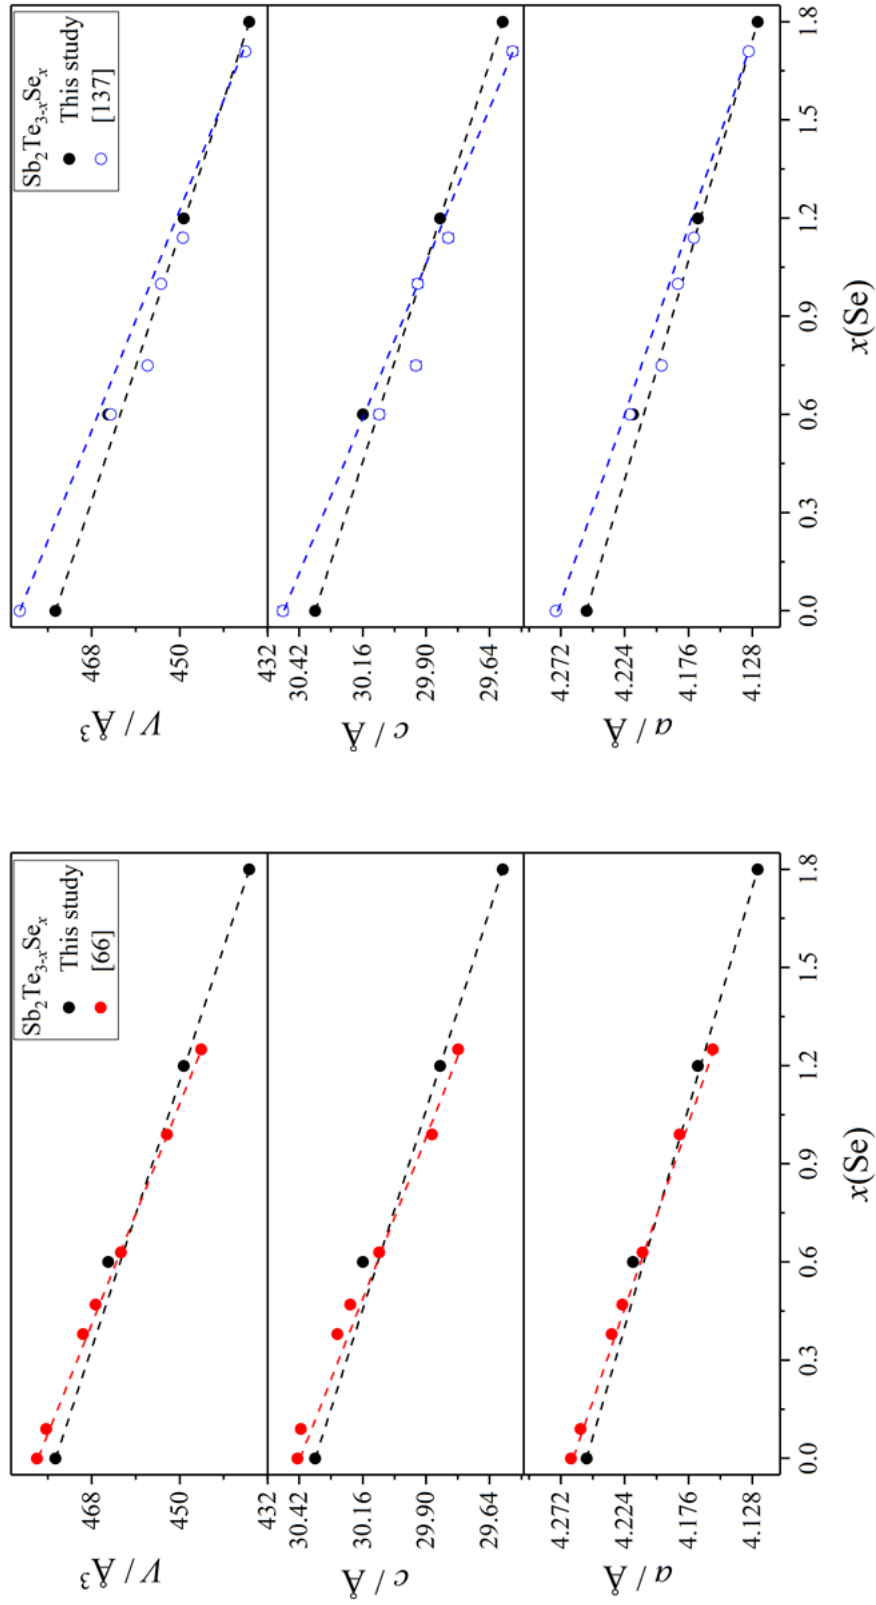 Sb₂Te₃₋ₓSeₓ
This study
[66]
V / Å³
468
450
432
c / Å
30.42
30.16
29.90
29.64
a / Å
4.272
4.224
4.176
4.128
0.0 0.3 0.6 0.9 1.2 1.5 1.8
x(Se)
Sb₂Te₃₋ₓSeₓ
This study
[137]
V / Å³
468
450
432
c / Å
30.42
30.16
29.90
29.64
a / Å
4.272
4.224
4.176
4.128
0.0 0.3 0.6 0.9 1.2 1.5 1.8
x(Se)